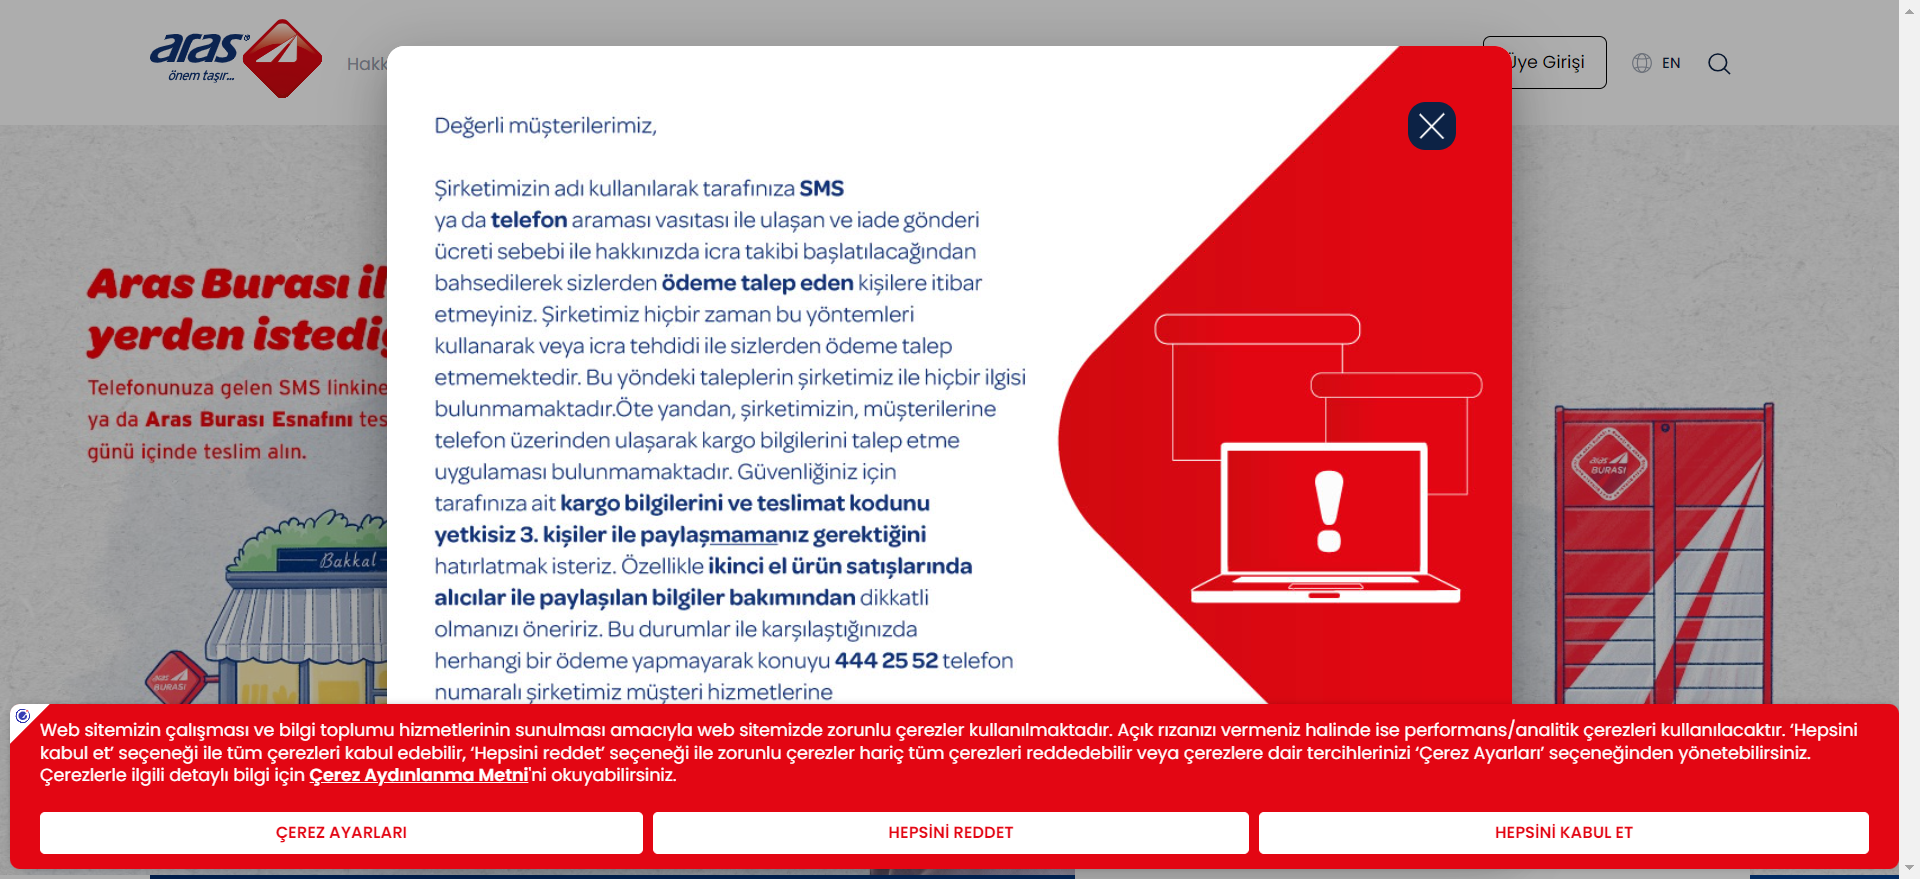 aras
önem taşır...
Hakk
Üye Girişi
EN
Değerli müşterilerimiz,
Şirketimizin adı kullanılarak tarafınıza SMS
ya da telefon araması vasıtası ile ulaşan ve iade gönderi
ücreti sebebi ile hakkınızda icra takibi başlatılacağından
bahsedilerek sizlerden ödeme talep eden kişilere itibar
etmeyiniz. Şirketimiz hiçbir zaman bu yöntemleri
kullanarak veya icra tehdidi ile sizlerden ödeme talep
etmemektedir. Bu yöndeki taleplerin şirketimiz ile hiçbir ilgisi
bulunmamaktadır.Öte yandan, şirketimizin, müşterilerine
telefon üzerinden ulaşarak kargo bilgilerini talep etme
uygulaması bulunmamaktadır. Güvenliğiniz için
tarafınıza ait kargo bilgilerini ve teslimat kodunu
yetkisiz 3. kişiler ile paylaşmamanız gerektiğini
hatırlatmak isteriz. Özellikle ikinci el ürün satışlarında
alıcılar ile paylaşılan bilgiler bakımından dikkatli
olmanızı öneririz. Bu durumlar ile karşılaştığınızda
herhangi bir ödeme yapmayarak konuyu 444 25 52 telefon
numaralı şirketimiz müşteri hizmetlerine
Aras Burası il
yerden istediğ
Telefonunuza gelen SMS linkine
ya da Aras Burası Esnafını tes
günü içinde teslim alın.
Bakkal
aras
BURASI
aras
BURASI
Web sitemizin çalışması ve bilgi toplumu hizmetlerinin sunulması amacıyla web sitemizde zorunlu çerezler kullanılmaktadır. Açık rızanızı vermeniz halinde ise performans/analitik çerezleri kullanılacaktır. ‘Hepsini
kabul et’ seçeneği ile tüm çerezleri kabul edebilir, ‘Hepsini reddet’ seçeneği ile zorunlu çerezler hariç tüm çerezleri reddedebilir veya çerezlere dair tercihlerinizi ‘Çerez Ayarları’ seçeneğinden yönetebilirsiniz.
Çerezlerle ilgili detaylı bilgi için Çerez Aydınlanma Metni'ni okuyabilirsiniz.
ÇEREZ AYARLARI
HEPSİNİ REDDET
HEPSİNİ KABUL ET